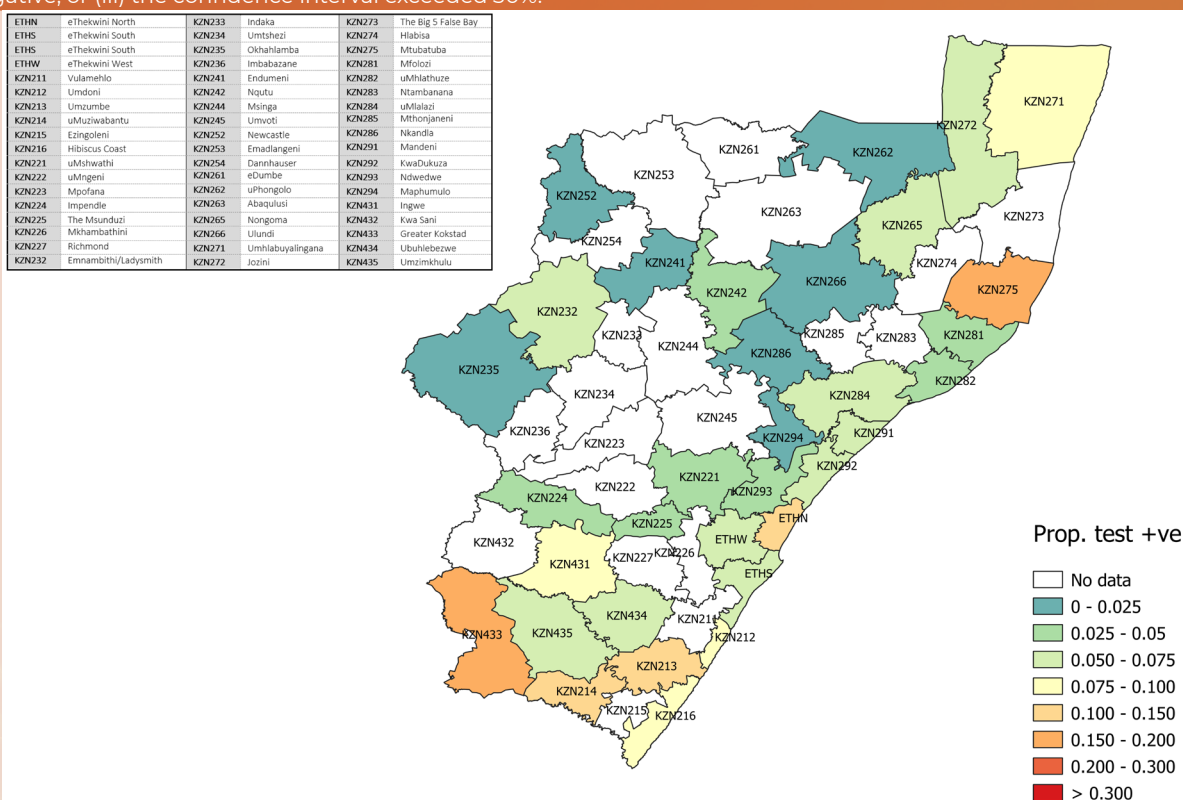 gative, or (iii) the confidence interval exceeded 30%.
ETHN eThekwini North KZN233 Indaka KZN273 The Big 5 False Bay
ETHS eThekwini South KZN234 Umtshezi KZN274 Hlabisa
ETHS eThekwini South KZN235 Okhahlamba KZN275 Mtubatuba
ETHW eThekwini West KZN236 Imbabazane KZN281 Mfolozi
KZN211 Vulamehlo KZN241 Endumeni KZN282 uMhlathuze
KZN212 Umdoni KZN242 Nqutu KZN283 Ntambanana
KZN213 Umzumbe KZN244 Msinga KZN284 uMlalazi
KZN214 uMuziwabantu KZN245 Umvoti KZN285 Mthonjaneni
KZN215 Ezingoleni KZN252 Newcastle KZN286 Nkandla
KZN216 Hibiscus Coast KZN253 Emadlangeni KZN291 Mandeni
KZN221 uMshwathi KZN254 Dannhauser KZN292 KwaDukuza
KZN222 uMngeni KZN261 eDumbe KZN293 Ndwedwe
KZN223 Mpofana KZN262 uPhongolo KZN294 Maphumulo
KZN224 Impendle KZN263 Abaqulusi KZN431 Ingwe
KZN225 The Msunduzi KZN265 Nongoma KZN432 Kwa Sani
KZN226 Mkhambathini KZN266 Ulundi KZN433 Greater Kokstad
KZN227 Richmond KZN271 Umhlabuyalingana KZN434 Ubuhlebezwe
KZN232 Emnambithi/Ladysmith KZN272 Jozini KZN435 Umzimkhulu
KZN271
KZN272
KZN261
KZN262
KZN253
KZN252
KZN263
KZN273
KZN265
KZN254
KZN241
KZN274
KZN266
KZN275
KZN242
KZN232
KZN233
KZN244
KZN285
KZN283
KZN281
KZN286
KZN235
KZN282
KZN234
KZN284
KZN245
KZN236
KZN223
KZN294
KZN291
KZN292
KZN221
KZN222
KZN293
KZN224
ETHN
KZN225
ETHW
KZN432
KZN227
KZN226
KZN431
ETHS
KZN434
KZN211
KZN433
KZN435
KZN212
KZN213
KZN214
KZN215
KZN216
Prop. test +ve
No data
0 - 0.025
0.025 - 0.05
0.050 - 0.075
0.075 - 0.100
0.100 - 0.150
0.150 - 0.200
0.200 - 0.300
> 0.300